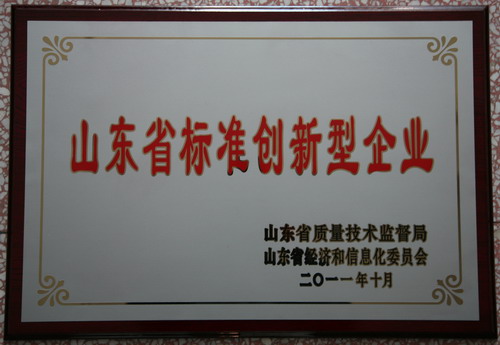 山东省标准创新型企业
山东省质量技术监督局
山东省经济和信息化委员会
二〇一一年十月